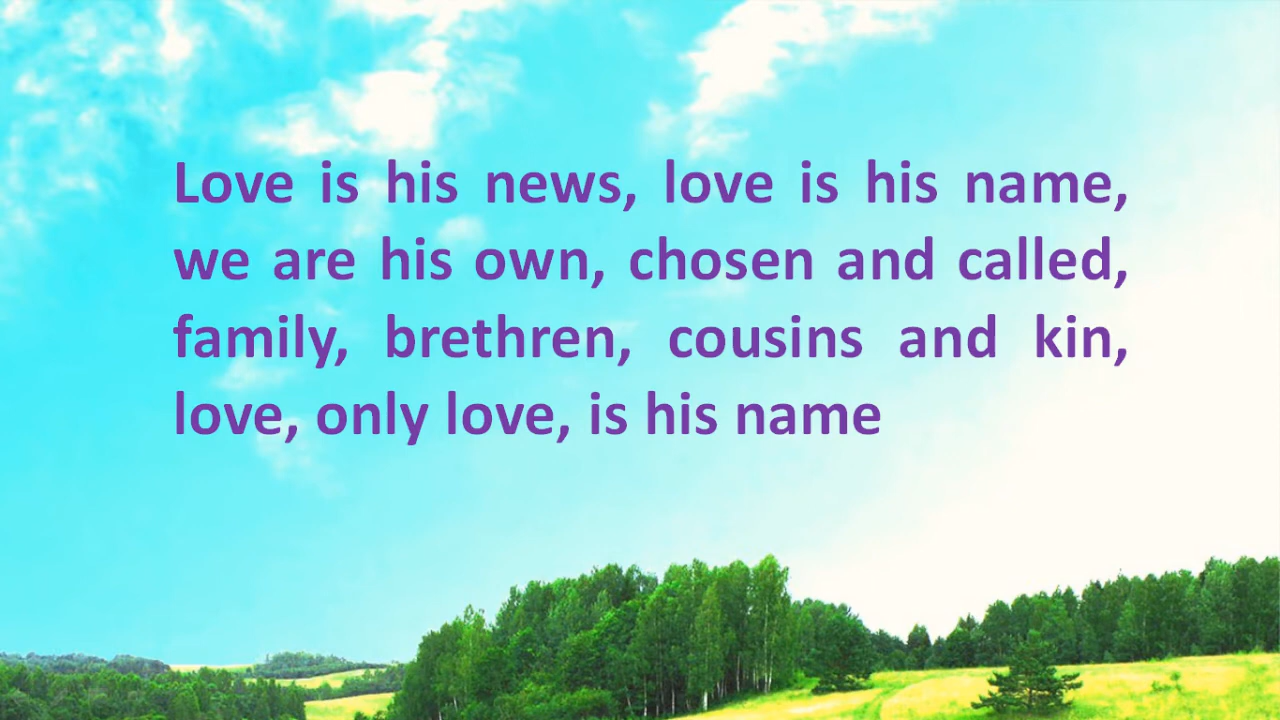 Love is his news, love is his name,
we are his own, chosen and called,
family, brethren, cousins and kin,
love, only love, is his name